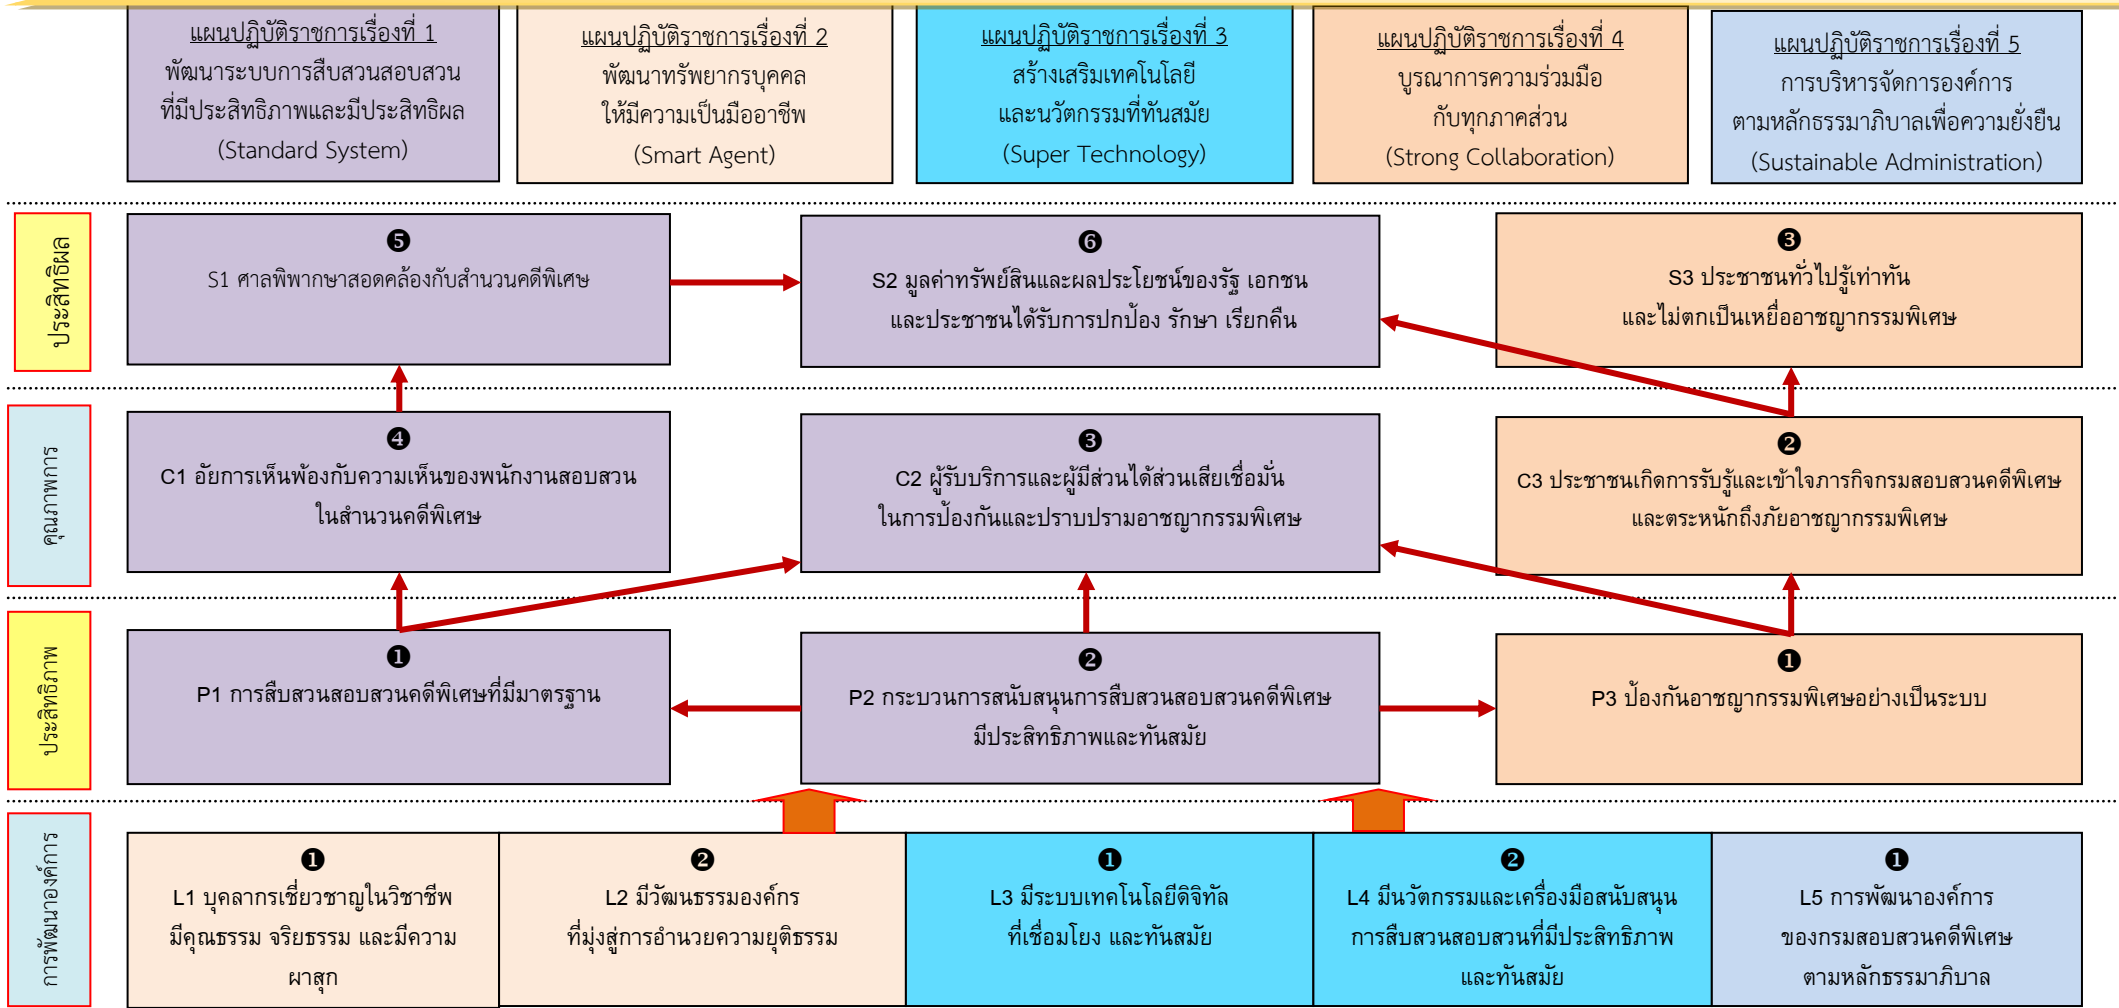 แผนปฏิบัติราชการเรื่องที่ 1
พัฒนาระบบการสืบสวนสอบสวน
ที่มีประสิทธิภาพและมีประสิทธิผล
(Standard System)
แผนปฏิบัติราชการเรื่องที่ 2
พัฒนาทรัพยากรบุคคล
ให้มีความเป็นมืออาชีพ
(Smart Agent)
แผนปฏิบัติราชการเรื่องที่ 3
สร้างเสริมเทคโนโลยี
และนวัตกรรมที่ทันสมัย
(Super Technology)
แผนปฏิบัติราชการเรื่องที่ 4
บูรณาการความร่วมมือ
กับทุกภาคส่วน
(Strong Collaboration)
แผนปฏิบัติราชการเรื่องที่ 5
การบริหารจัดการองค์การ
ตามหลักธรรมาภิบาลเพื่อความยั่งยืน
(Sustainable Administration)
ประสิทธิผล
❺
S1 ศาลพิพากษาสอดคล้องกับสำนวนคดีพิเศษ
❻
S2 มูลค่าทรัพย์สินและผลประโยชน์ของรัฐ เอกชน
และประชาชนได้รับการปกป้อง รักษา เรียกคืน
❸
S3 ประชาชนทั่วไปรู้เท่าทัน
และไม่ตกเป็นเหยื่ออาชญากรรมพิเศษ
คุณภาพการ
❹
C1 อัยการเห็นพ้องกับความเห็นของพนักงานสอบสวน
ในสำนวนคดีพิเศษ
❸
C2 ผู้รับบริการและผู้มีส่วนได้ส่วนเสียเชื่อมั่น
ในการป้องกันและปราบปรามอาชญากรรมพิเศษ
❷
C3 ประชาชนเกิดการรับรู้และเข้าใจภารกิจกรมสอบสวนคดีพิเศษ
และตระหนักถึงภัยอาชญากรรมพิเศษ
ประสิทธิภาพ
❶
P1 การสืบสวนสอบสวนคดีพิเศษที่มีมาตรฐาน
❷
P2 กระบวนการสนับสนุนการสืบสวนสอบสวนคดีพิเศษ
มีประสิทธิภาพและทันสมัย
❶
P3 ป้องกันอาชญากรรมพิเศษอย่างเป็นระบบ
การพัฒนาองค์การ
❶
L1 บุคลากรเชี่ยวชาญในวิชาชีพ
มีคุณธรรม จริยธรรม และมีความ
ผาสุก
❷
L2 มีวัฒนธรรมองค์กร
ที่มุ่งสู่การอำนวยความยุติธรรม
❶
L3 มีระบบเทคโนโลยีดิจิทัล
ที่เชื่อมโยง และทันสมัย
❷
L4 มีนวัตกรรมและเครื่องมือสนับสนุน
การสืบสวนสอบสวนที่มีประสิทธิภาพ
และทันสมัย
❶
L5 การพัฒนาองค์การ
ของกรมสอบสวนคดีพิเศษ
ตามหลักธรรมาภิบาล